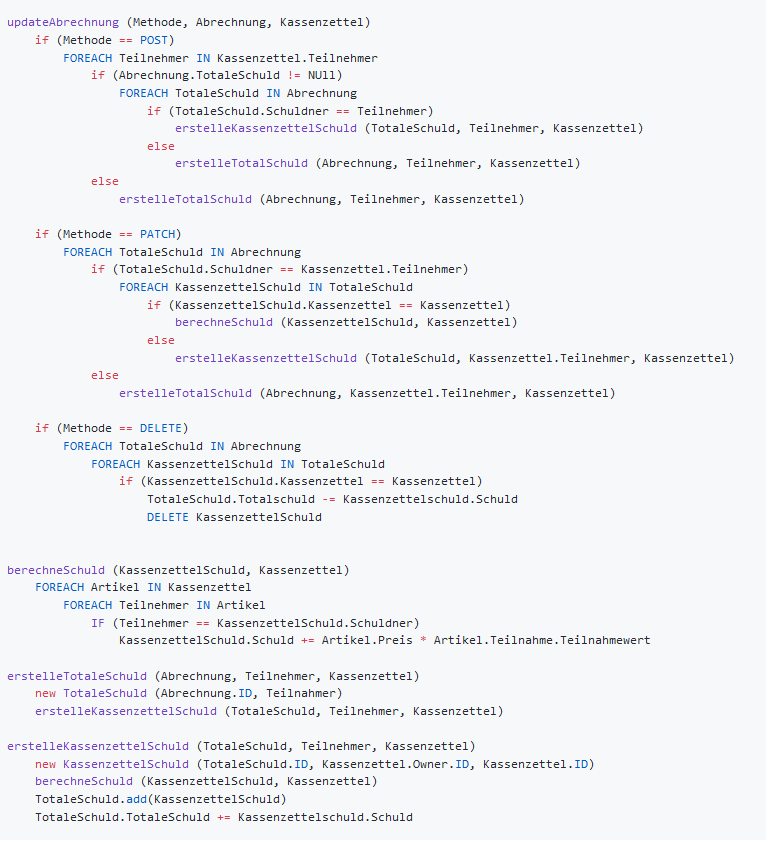 updateAbrechnung (Methode, Abrechnung, Kassenzettel)
    if (Methode == POST)
        FOREACH Teilnehmer IN Kassenzettel.Teilnehmer
            if (Abrechnung.TotaleSchuld != NUll)
                FOREACH TotaleSchuld IN Abrechnung
                    if (TotaleSchuld.Schuldner == Teilnehmer)
                        erstelleKassenzettelSchuld (TotaleSchuld, Teilnehmer, Kassenzettel)
                    else
                        erstelleTotalSchuld (Abrechnung, Teilnehmer, Kassenzettel)
            else
                erstelleTotalSchuld (Abrechnung, Teilnehmer, Kassenzettel)

    if (Methode == PATCH)
        FOREACH TotaleSchuld IN Abrechnung
            if (TotaleSchuld.Schuldner == Kassenzettel.Teilnehmer)
                FOREACH KassenzettelSchuld IN TotaleSchuld
                    if (KassenzettelSchuld.Kassenzettel == Kassenzettel)
                        berechneSchuld (KassenzettelSchuld, Kassenzettel)
                    else
                        erstelleKassenzettelSchuld (TotaleSchuld, Kassenzettel.Teilnehmer, Kassenzettel)
            else
                erstelleTotalSchuld (Abrechnung, Kassenzettel.Teilnehmer, Kassenzettel)

    if (Methode == DELETE)
        FOREACH TotaleSchuld IN Abrechnung
            FOREACH KassenzettelSchuld IN TotaleSchuld
                if (KassenzettelSchuld.Kassenzettel == Kassenzettel)
                    TotaleSchuld.Totalschuld -= Kassenzettelschuld.Schuld
                    DELETE KassenzettelSchuld


berechneSchuld (KassenzettelSchuld, Kassenzettel)
    FOREACH Artikel IN Kassenzettel
        FOREACH Teilnehmer IN Artikel
            IF (Teilnehmer == KassenzettelSchuld.Schuldner)
                KassenzettelSchuld.Schuld += Artikel.Preis * Artikel.Teilnahme.Teilnahmewert

erstelleTotaleSchuld (Abrechnung, Teilnehmer, Kassenzettel)
    new TotaleSchuld (Abrechnung.ID, Teilnahmer)
    erstelleKassenzettelSchuld (TotaleSchuld, Teilnehmer, Kassenzettel)

erstelleKassenzettelSchuld (TotaleSchuld, Teilnehmer, Kassenzettel)
    new KassenzettelSchuld (TotaleSchuld.ID, Kassenzettel.Owner.ID, Kassenzettel.ID)
    berechneSchuld (KassenzettelSchuld, Kassenzettel)
    TotaleSchuld.add(KassenzettelSchuld)
    TotaleSchuld.TotaleSchuld += Kassenzettelschuld.Schuld